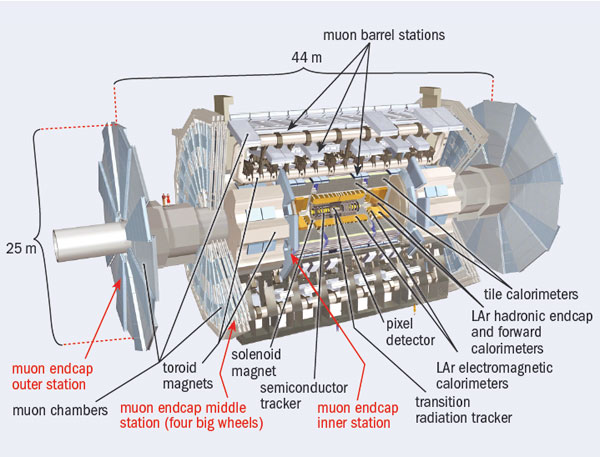 muon barrel stations
44 m
25 m
tile calorimeters
LAr hadronic endcap
and forward
calorimeters
pixel
detector
LAr electromagnetic
calorimeters
toroid
magnets
solenoid
magnet
semiconductor
tracker
transition
radiation tracker
muon endcap
outer station
muon chambers
muon endcap middle
station (four big wheels)
muon endcap
inner station